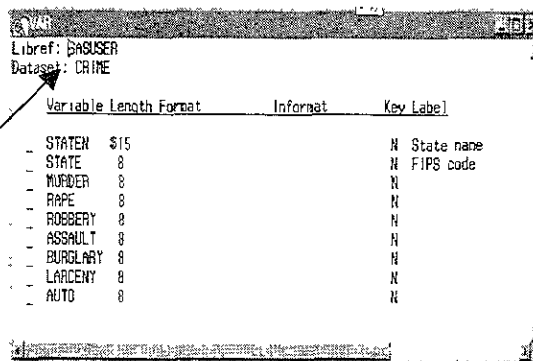 VAR
Libref: SASUSER
Dataset: CRIME
Variable Length Format Informat Key Label
_ STATEN $15 N State name
_ STATE 8 N FIPS code
_ MURDER 8 N
_ RAPE 8 N
_ ROBBERY 8 N
_ ASSAULT 8 N
_ BURGLARY 8 N
_ LARCENY 8 N
_ AUTO 8 N